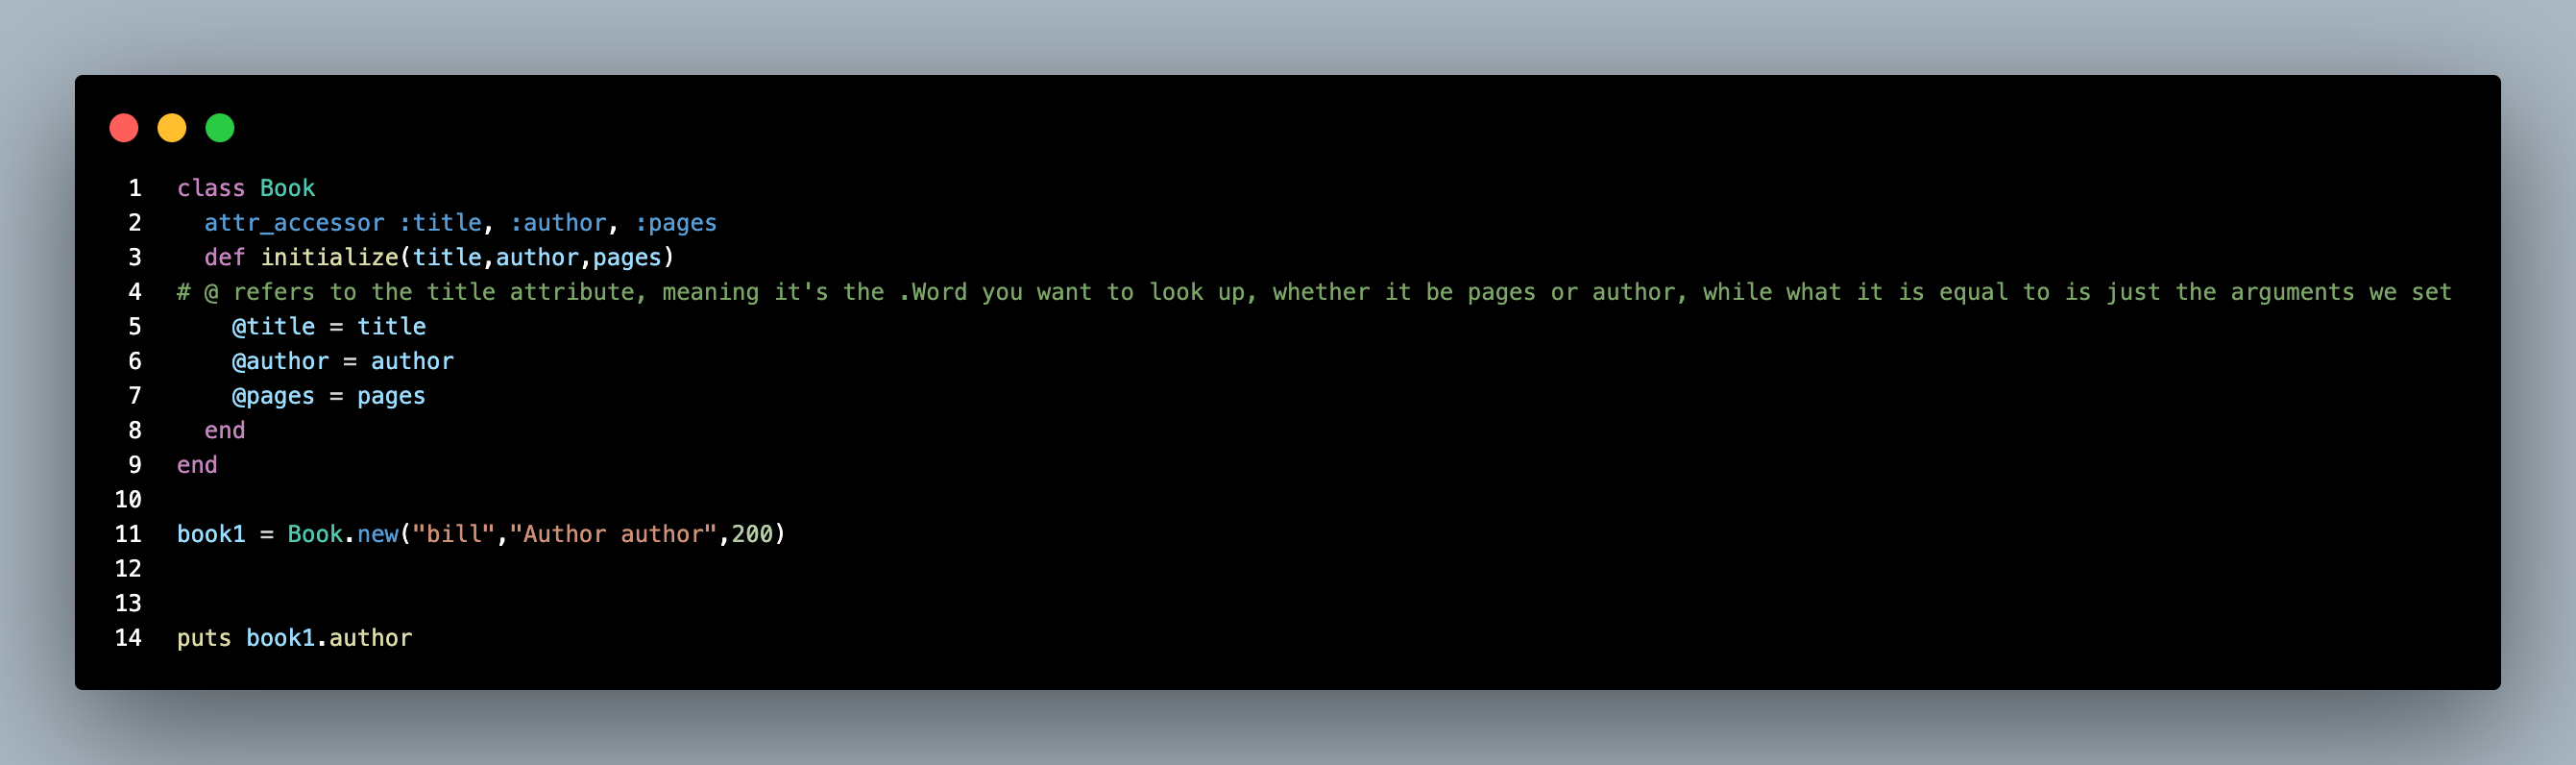 1 class Book
2   attr_accessor :title, :author, :pages
3   def initialize(title,author,pages)
4 # @ refers to the title attribute, meaning it's the .Word you want to look up, whether it be pages or author, while what it is equal to is just the arguments we set
5     @title = title
6     @author = author
7     @pages = pages
8   end
9 end
10
11 book1 = Book.new("bill","Author author",200)
12
13
14 puts book1.author